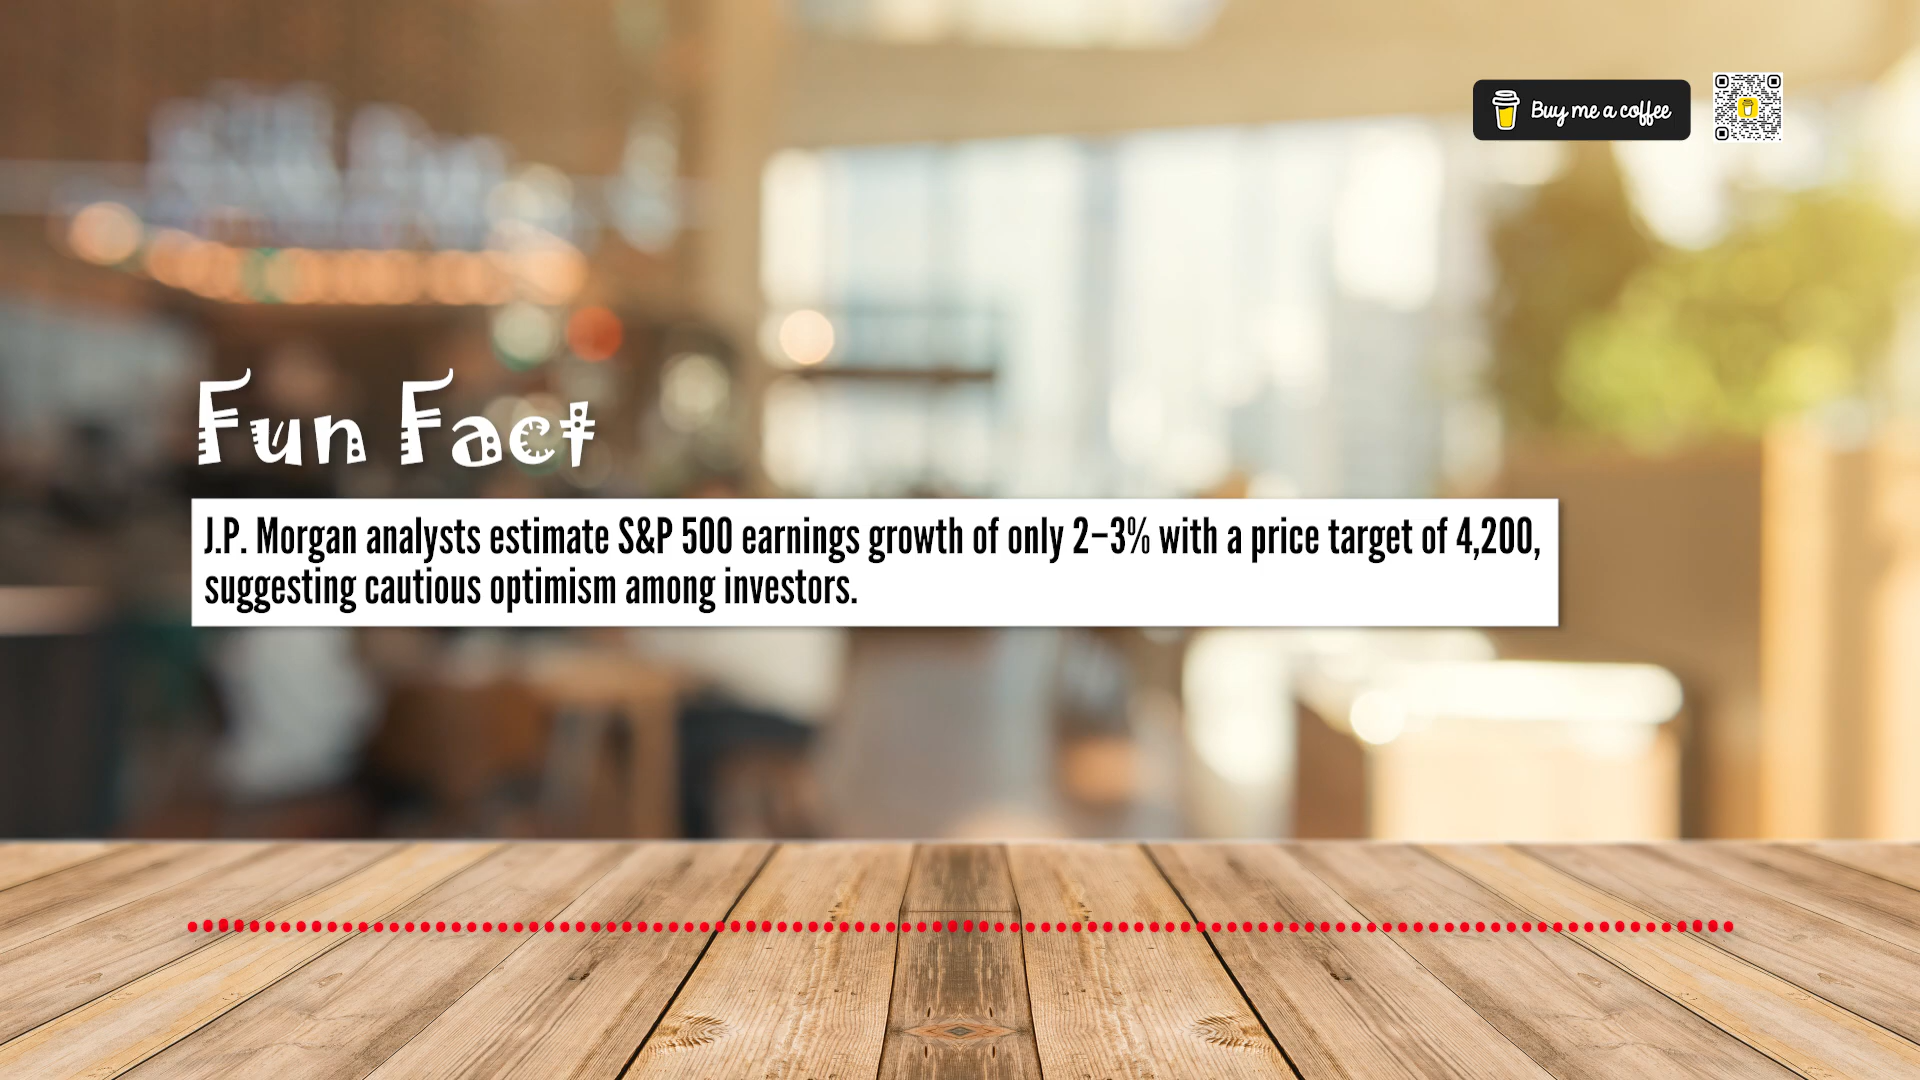 Buy me a coffee
Fun Fact
J.P. Morgan analysts estimate S&P 500 earnings growth of only 2–3% with a price target of 4,200,
suggesting cautious optimism among investors.